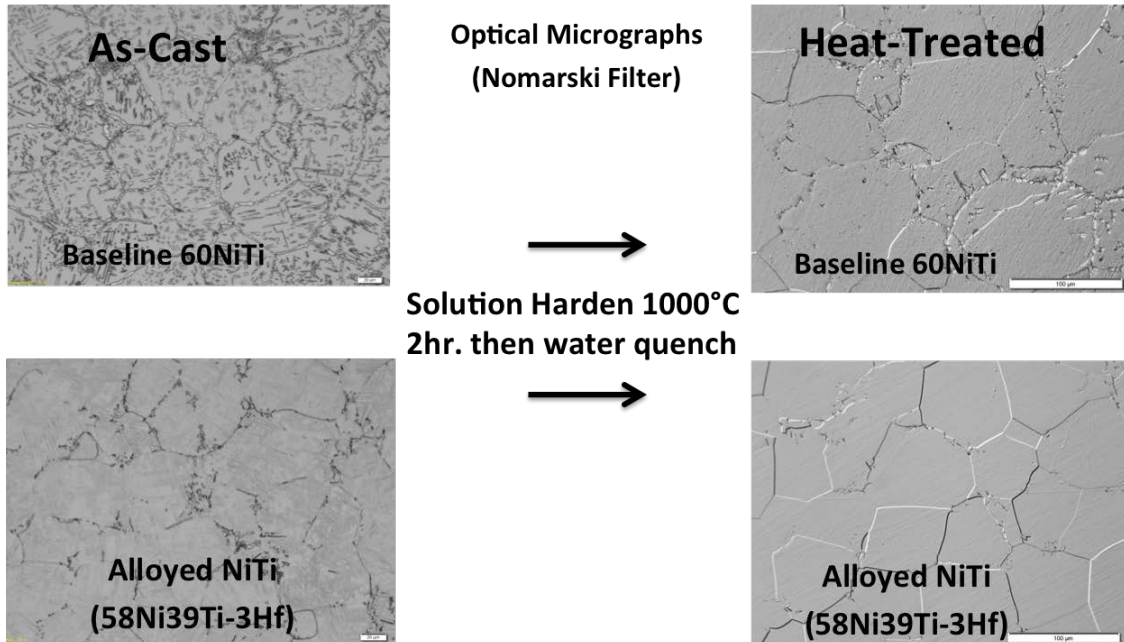 As-Cast
Optical Micrographs
(Nomarski Filter)
Heat-Treated
Baseline 60NiTi
Baseline 60NiTi
100 µm
Solution Harden 1000°C
2hr. then water quench
Alloyed NiTi
(58Ni39Ti-3Hf)
Alloyed NiTi
(58Ni39Ti-3Hf)
100 µm